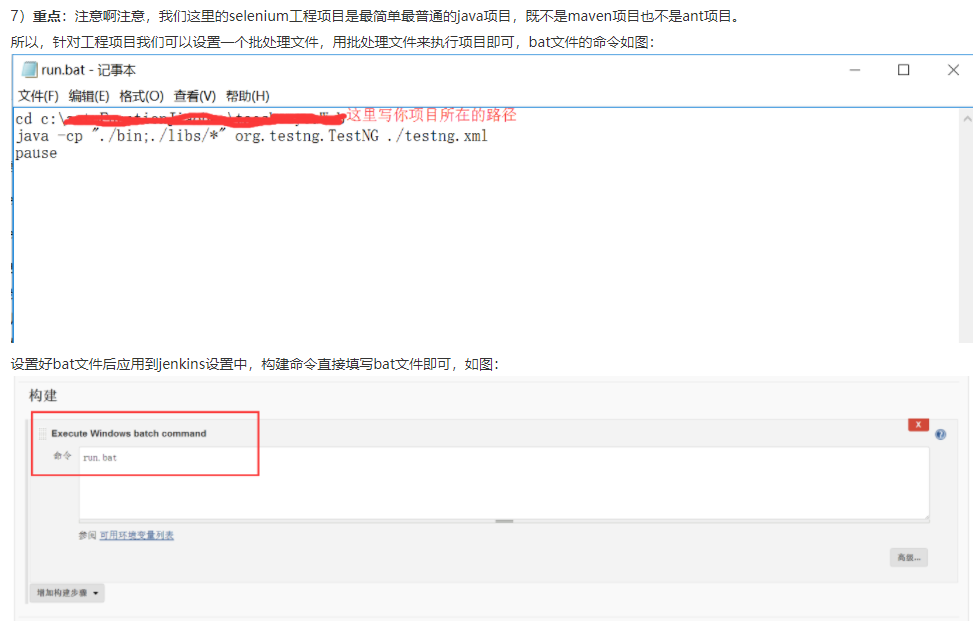 7）重点：注意啊注意，我们这里的selenium工程项目是最简单最普通的java项目，既不是maven项目也不是ant项目。
所以，针对工程项目我们可以设置一个批处理文件，用批处理文件来执行项目即可，bat文件的命令如图：
run.bat - 记事本
文件(F) 编辑(E) 格式(O) 查看(V) 帮助(H)
cd c:\ 这里写你项目所在的路径
java -cp "./bin;./libs/*" org.testng.TestNG ./testng.xml
pause
设置好bat文件后应用到jenkins设置中，构建命令直接填写bat文件即可，如图：
构建
X
Execute Windows batch command
命令 run.bat
参阅 可用环境变量列表
高级...
增加构建步骤